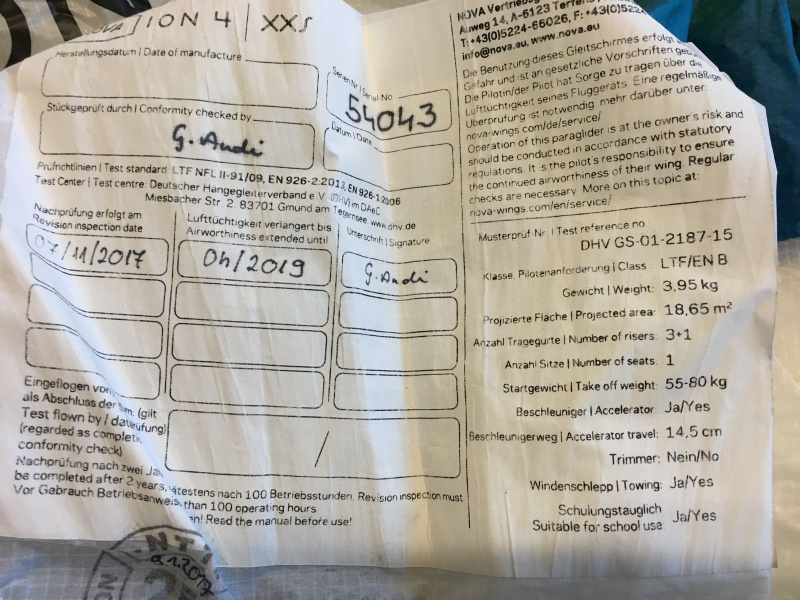 NOVA | ION 4 | XXS
Herstellungsdatum | Date of manufacture
Serien Nr | Serial No
54043
Stückgeprüft durch | Conformity checked by
G. Andi
Datum | Date
Prüfrichtlinien | Test standard: LTF NFL II-91/09, EN 926-2:2013, EN 926-1:2006
Test Center | Test centre: Deutscher Hängegleiterverband e.V. (DHV) im DAeC
Miesbacher Str. 2, 83701 Gmund am Tegernsee, www.dhv.de
Nachprüfung erfolgt am
Revision inspection date
Lufttüchtigkeit verlängert bis
Airworthiness extended until
Unterschrift | Signature
07/11/2017
04/2019
G. Andi
Eingeflogen von
als Abschluss der
(gilt
Test flown by / date
prüfung)
(regarded as
conformity check)
/
Nachprüfung nach zwei
ätestens nach 100 Betriebsstunden. Revision inspection must
be completed after 2 years,
than 100 operating hours
Vor Gebrauch Betriebsanweis
en! Read the manual before use!
NOVA Vertriebs
Auweg 14, A-6123 Terfens
T: +43(0)5224-66026, F: +43(0)522
info@nova.eu, www.nova.eu
Die Benutzung dieses Gleitschirmes erfolgt
Gefahr und ist an gesetzliche Vorschriften
Die Pilotin/der Pilot hat Sorge zu tragen über die
Lufttüchtigkeit seines Fluggeräts. Eine regelmäßige
Überprüfung ist notwendig, mehr darüber unter:
nova-wings.com/de/service/
Operation of this paraglider is at the owner's risk and
should be conducted in accordance with statutory
regulations. It is the pilot's responsibility to ensure
the continued airworthiness of their wing. Regular
checks are necessary. More on this topic at:
nova-wings.com/en/service/
Musterprüf-Nr | Test reference no
DHV GS-01-2187-15
Klasse, Pilotenanforderung | Class: LTF/EN B
Gewicht | Weight: 3,95 kg
Projizierte Fläche | Projected area: 18,65 m²
Anzahl Tragegurte | Number of risers: 3+1
Anzahl Sitze | Number of seats: 1
Startgewicht | Take off weight: 55-80 kg
Beschleuniger | Accelerator: Ja/Yes
Beschleunigerweg | Accelerator travel: 14,5 cm
Trimmer: Nein/No
Windenschlepp | Towing: Ja/Yes
Schulungstauglich
Suitable for school use: Ja/Yes